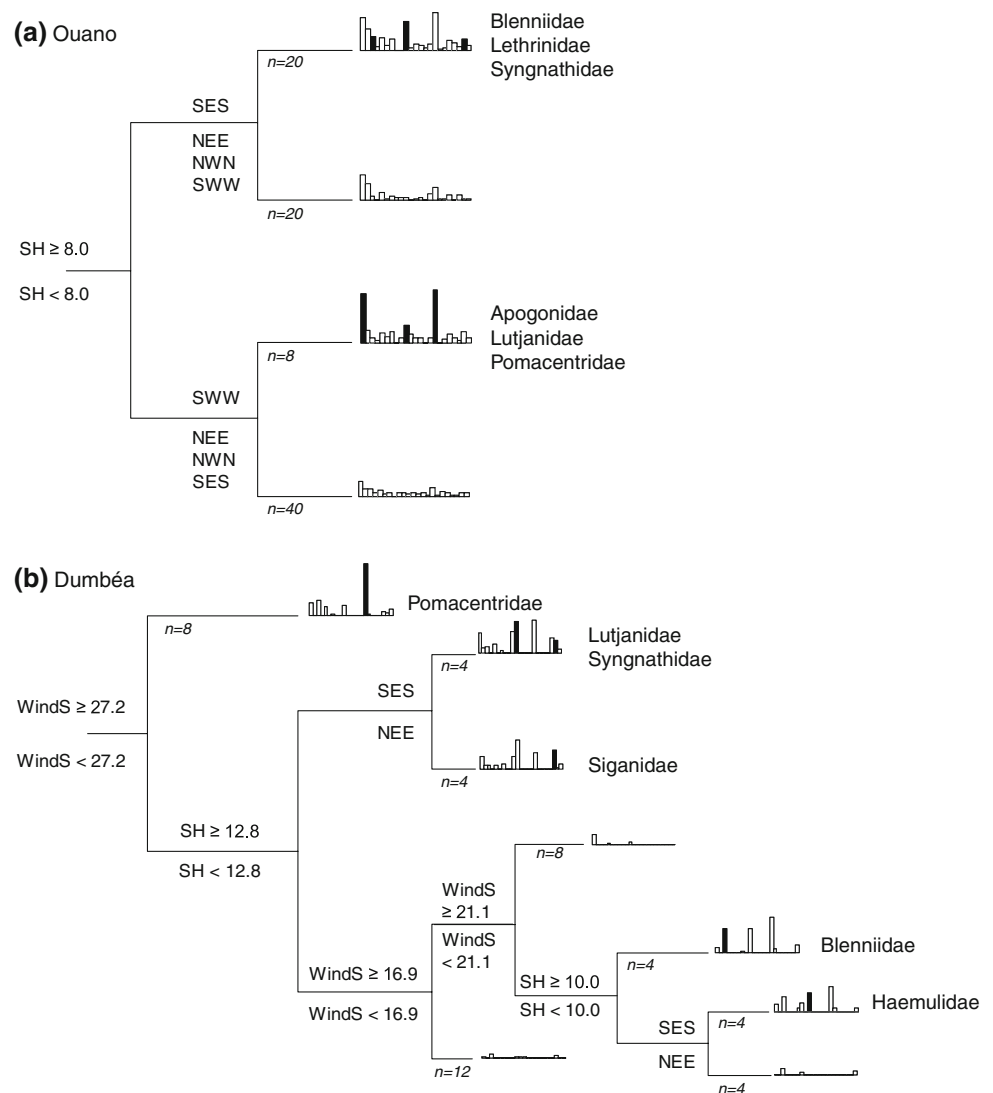 (a) Ouano
Blenniidae
Lethrinidae
Syngnathidae
n=20
SES
NEE
NWN
SWW
n=20
SH ≥ 8.0
SH < 8.0
Apogonidae
Lutjanidae
Pomacentridae
n=8
SWW
NEE
NWN
SES
n=40
(b) Dumbéa
Pomacentridae
n=8
Lutjanidae
Syngnathidae
n=4
SES
NEE
WindS ≥ 27.2
WindS < 27.2
Siganidae
n=4
SH ≥ 12.8
SH < 12.8
n=8
WindS
≥ 21.1
WindS
< 21.1
Blenniidae
n=4
WindS ≥ 16.9
WindS < 16.9
SH ≥ 10.0
SH < 10.0
Haemulidae
n=4
SES
NEE
n=12
n=4